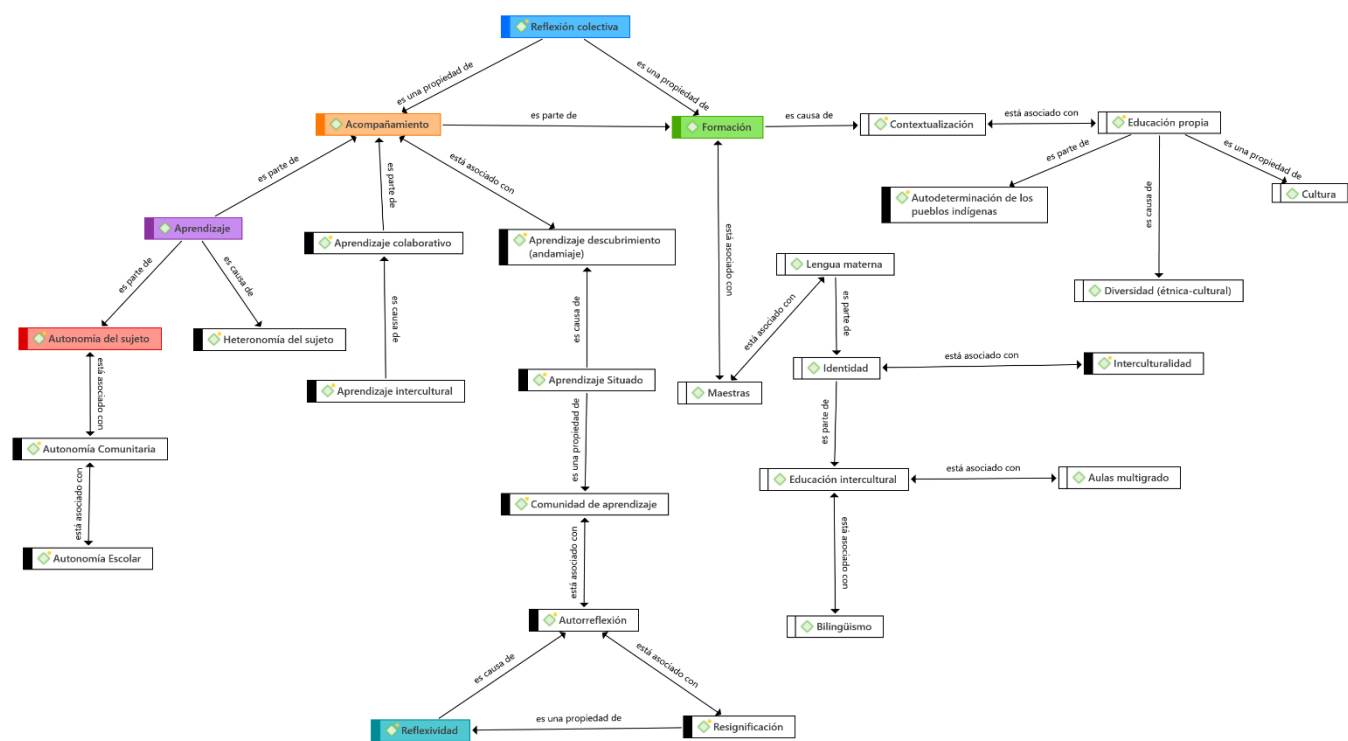 Reflexión colectiva
es una propiedad de
es una propiedad de
Acompañamiento
es parte de
Formación
es causa de
Contextualización
está asociado con
Educación propia
es parte de
es causa de
es una propiedad de
Autodeterminación de los
pueblos indígenas
Cultura
Diversidad (étnica-cultural)
es parte de
es parte de
está asociado con
está asociado con
Aprendizaje
Aprendizaje colaborativo
Aprendizaje descubrimiento
(andamiaje)
Lengua materna
es parte de
es causa de
es causa de
es causa de
está asociado con
es parte de
Autonomía del sujeto
Heteronomía del sujeto
Identidad
está asociado con
Interculturalidad
Aprendizaje intercultural
Aprendizaje Situado
Maestras
está asociado con
es una propiedad de
es parte de
Autonomía Comunitaria
Educación intercultural
está asociado con
Aulas multigrado
está asociado con
Comunidad de aprendizaje
Autonomía Escolar
está asociado con
está asociado con
Autorreflexión
Bilingüismo
es causa de
está asociado con
Reflexividad
es una propiedad de
Resignificación